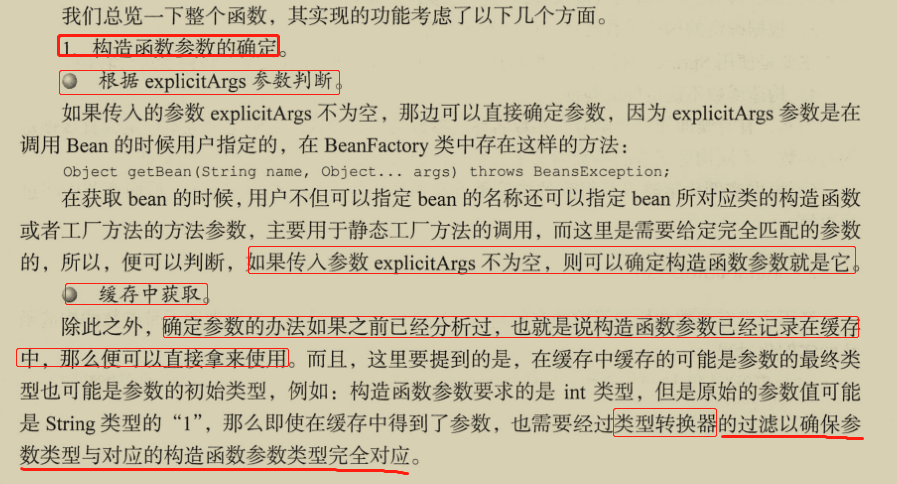 我们总览一下整个函数，其实现的功能考虑了以下几个方面。
1．构造函数参数的确定。
根据 explicitArgs 参数判断。
如果传入的参数 explicitArgs 不为空，那边可以直接确定参数，因为 explicitArgs 参数是在
调用 Bean 的时候用户指定的，在 BeanFactory 类中存在这样的方法：
Object getBean(String name, Object... args) throws BeansException;
在获取 bean 的时候，用户不但可以指定 bean 的名称还可以指定 bean 所对应类的构造函数
或者工厂方法的方法参数，主要用于静态工厂方法的调用，而这里是需要给定完全匹配的参数
的，所以，便可以判断，如果传入参数 explicitArgs 不为空，则可以确定构造函数参数就是它。
缓存中获取。
除此之外，确定参数的办法如果之前已经分析过，也就是说构造函数参数已经记录在缓存
中，那么便可以直接拿来使用。而且，这里要提到的是，在缓存中缓存的可能是参数的最终类
型也可能是参数的初始类型，例如：构造函数参数要求的是 int 类型，但是原始的参数值可能
是 String 类型的“1”，那么即使在缓存中得到了参数，也需要经过类型转换器的过滤以确保参
数类型与对应的构造函数参数类型完全对应。